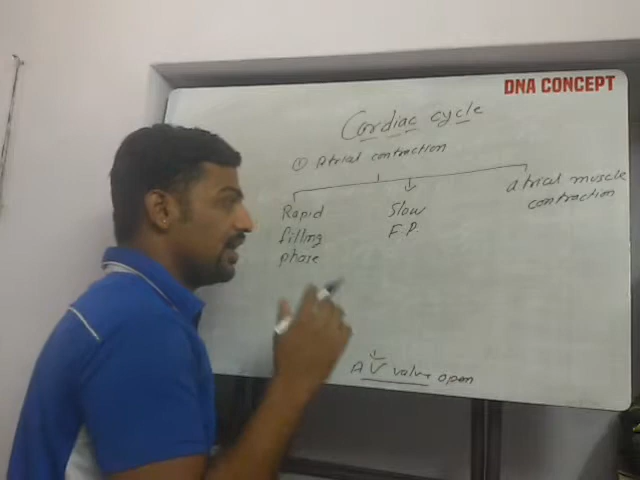 DNA CONCEPT
Cardiac cycle
① Atrial contraction
Rapid
filling
phase
Slow
F.P.
atrial muscle
contraction
AV valve open